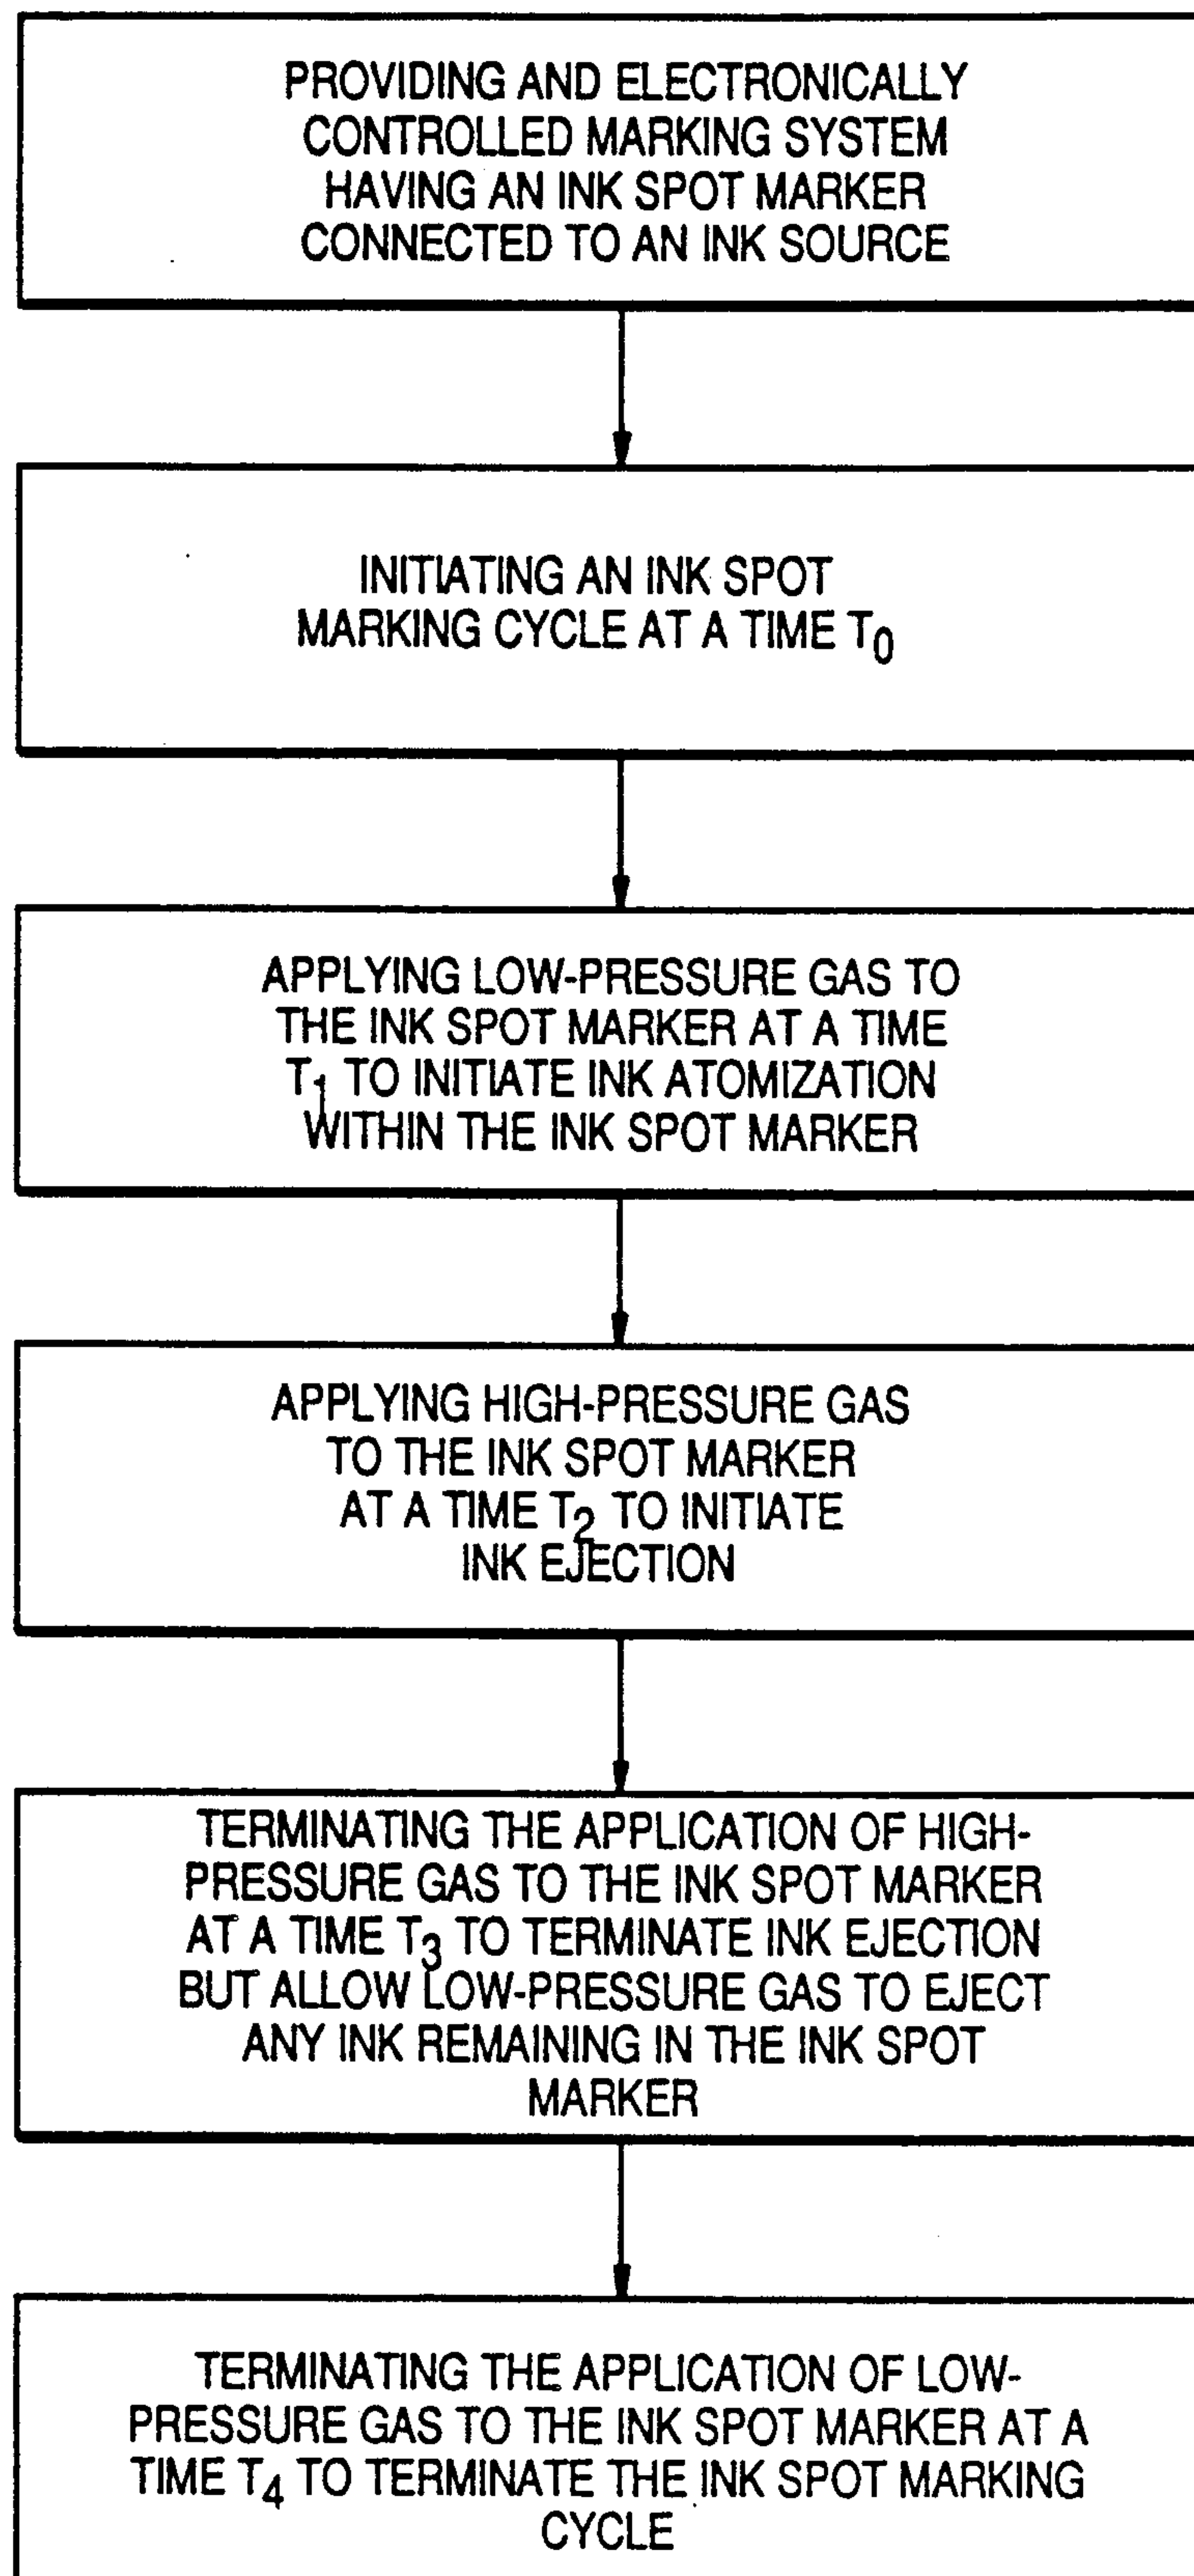 PROVIDING AND ELECTRONICALLY
CONTROLLED MARKING SYSTEM
HAVING AN INK SPOT MARKER
CONNECTED TO AN INK SOURCE
INITIATING AN INK SPOT
MARKING CYCLE AT A TIME T0
APPLYING LOW-PRESSURE GAS TO
THE INK SPOT MARKER AT A TIME
T1 TO INITIATE INK ATOMIZATION
WITHIN THE INK SPOT MARKER
APPLYING HIGH-PRESSURE GAS
TO THE INK SPOT MARKER
AT A TIME T2 TO INITIATE
INK EJECTION
TERMINATING THE APPLICATION OF HIGH-
PRESSURE GAS TO THE INK SPOT MARKER
AT A TIME T3 TO TERMINATE INK EJECTION
BUT ALLOW LOW-PRESSURE GAS TO EJECT
ANY INK REMAINING IN THE INK SPOT
MARKER
TERMINATING THE APPLICATION OF LOW-
PRESSURE GAS TO THE INK SPOT MARKER AT A
TIME T4 TO TERMINATE THE INK SPOT MARKING
CYCLE